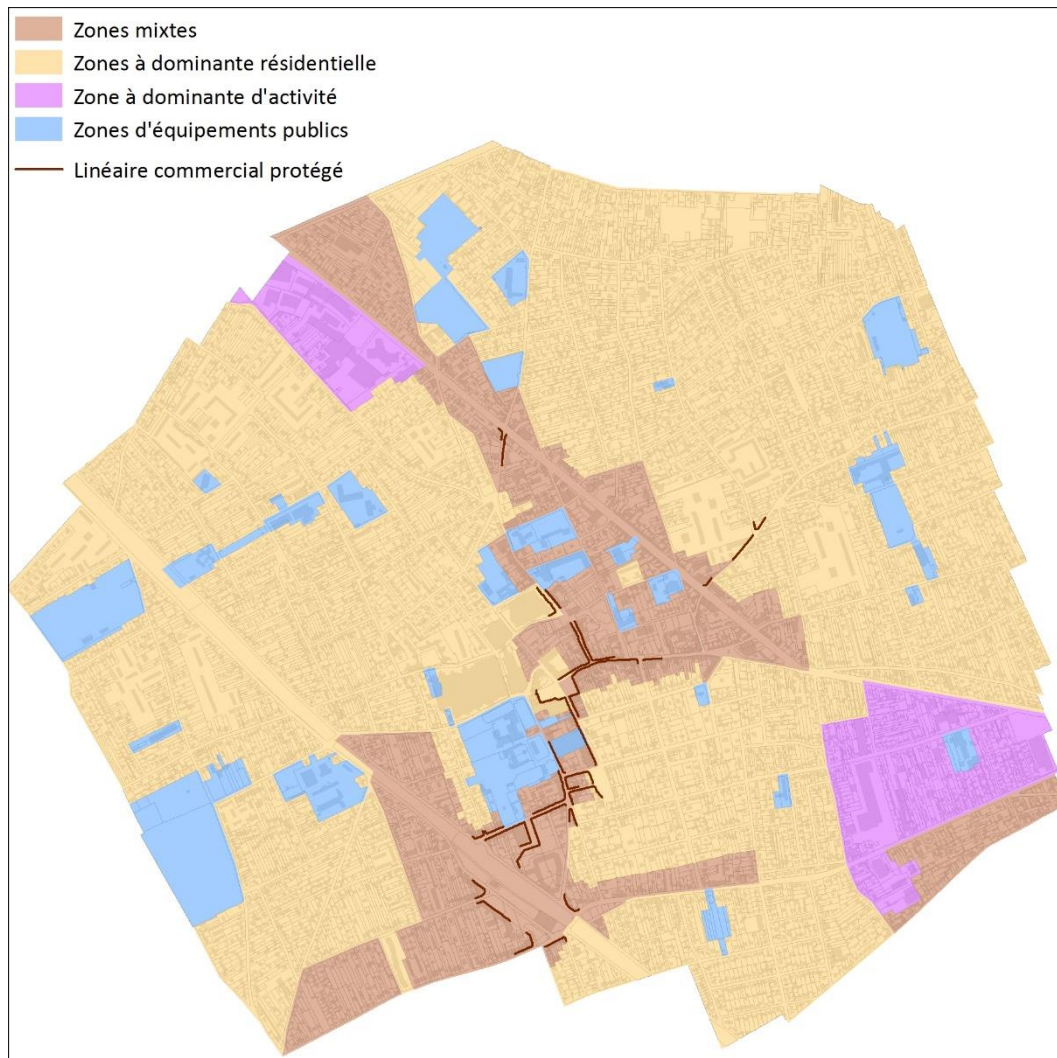 Zones mixtes
Zones à dominante résidentielle
Zone à dominante d'activité
Zones d'équipements publics
Linéaire commercial protégé